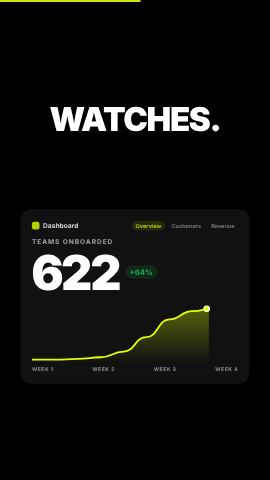 WATCHES.
Dashboard
Overview Customers Revenue
TEAMS ONBOARDED
622 +64%
WEEK 1 WEEK 2 WEEK 3 WEEK 4